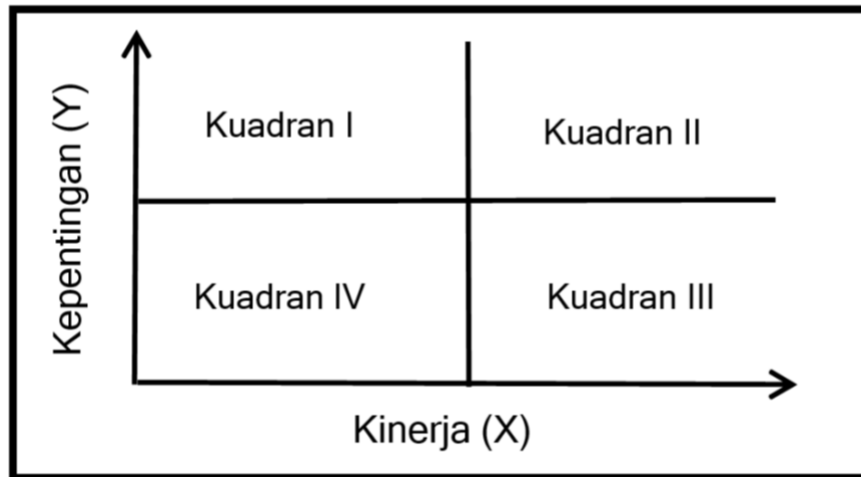 Kepentingan (Y)
Kuadran I
Kuadran II
Kuadran IV
Kuadran III
Kinerja (X)